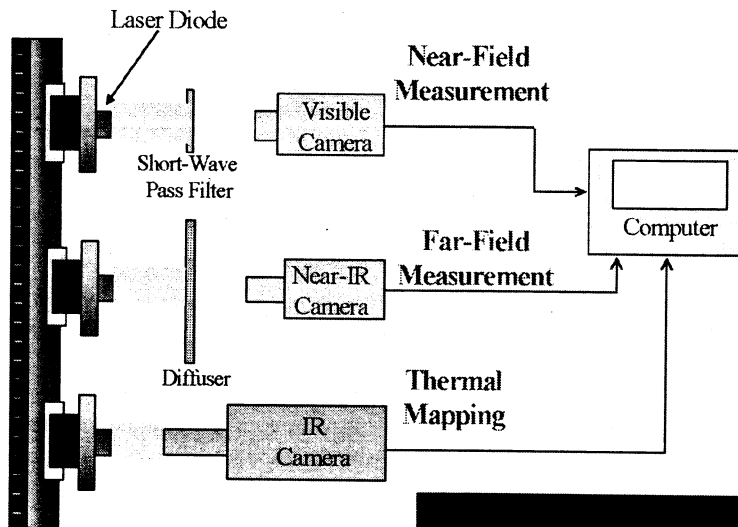 Laser Diode
Near-Field
Measurement
Visible
Camera
Short-Wave
Pass Filter
Computer
Far-Field
Measurement
Near-IR
Camera
Diffuser
Thermal
Mapping
IR
Camera